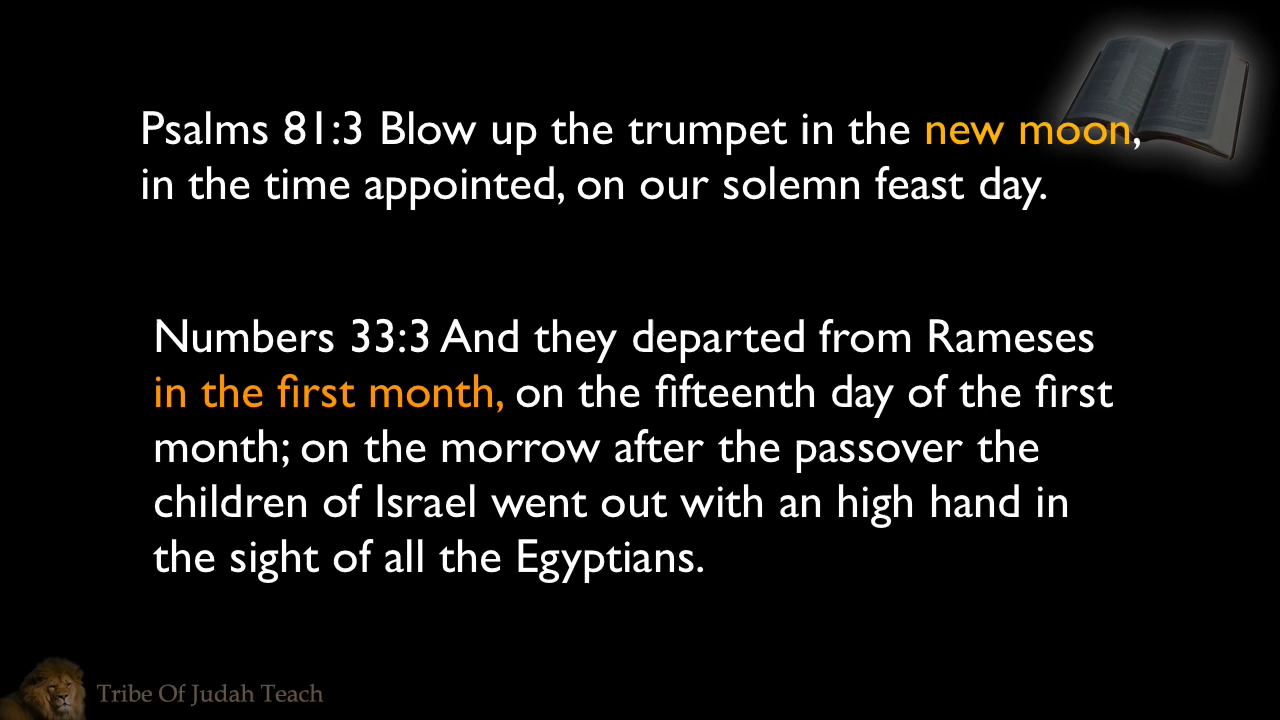 Psalms 81:3 Blow up the trumpet in the new moon,
in the time appointed, on our solemn feast day.
Numbers 33:3 And they departed from Rameses
in the first month, on the fifteenth day of the first
month; on the morrow after the passover the
children of Israel went out with an high hand in
the sight of all the Egyptians.
Tribe Of Judah Teach